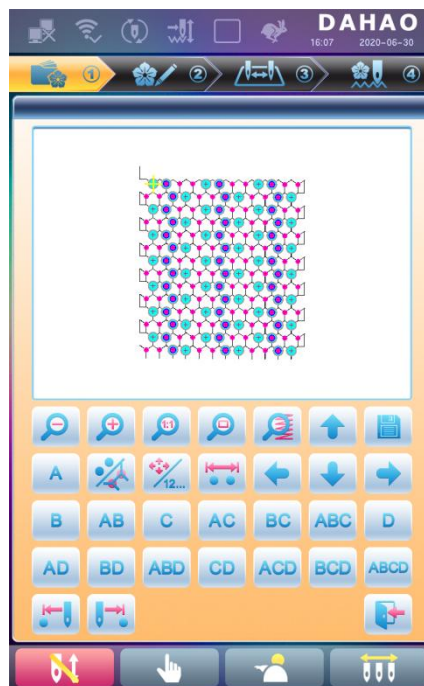 DAHAO
16:07 2020-06-30
1 2 3 4
1:1
A 12...
B AB C AC BC ABC D
AD BD ABD CD ACD BCD ABCD